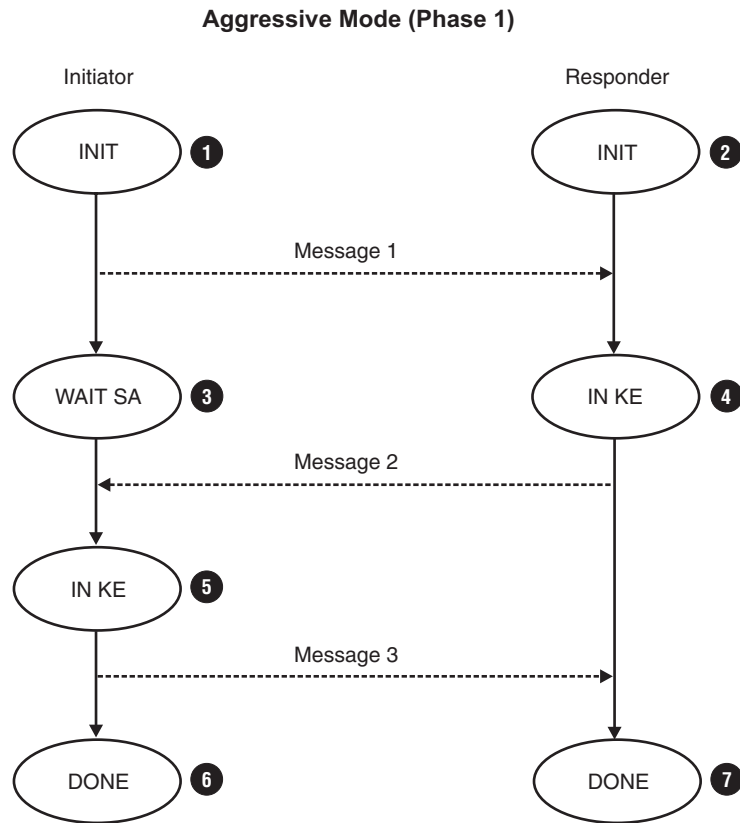 Aggressive Mode (Phase 1)
Initiator
Responder
INIT
1
INIT
2
Message 1
WAIT SA
3
IN KE
4
Message 2
IN KE
5
Message 3
DONE
6
DONE
7